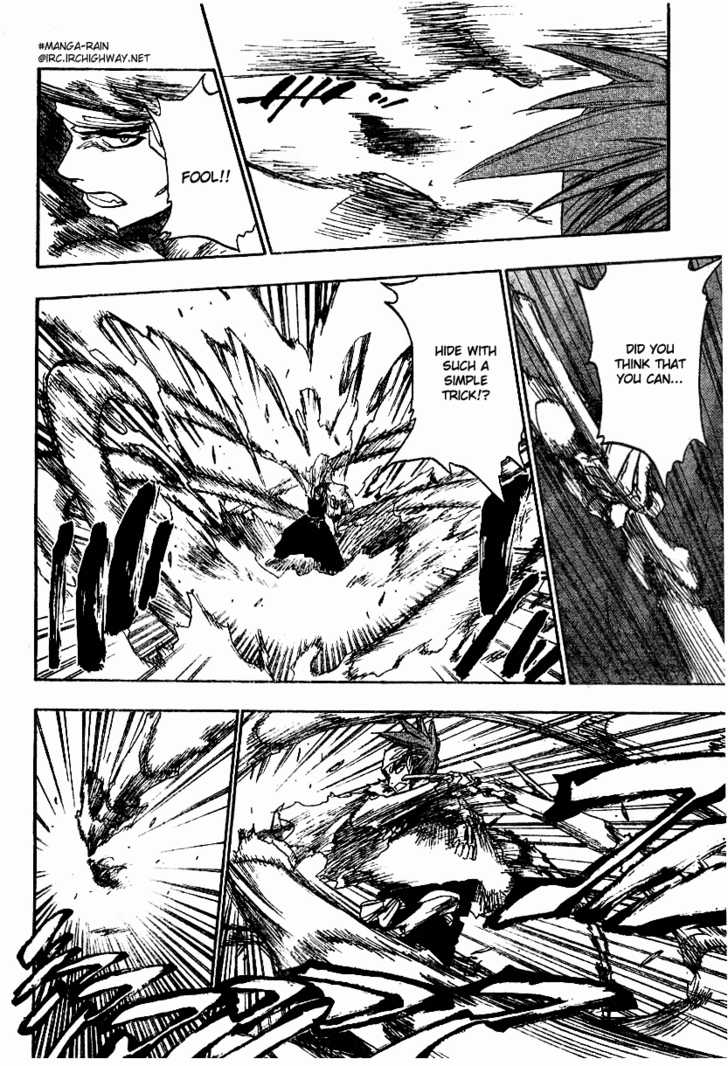 #MANGA-RAIN
@IRC.IRCHIGHWAY.NET
FOOL!!
DID YOU
THINK THAT
YOU CAN...
HIDE WITH
SUCH A
SIMPLE
TRICK!?